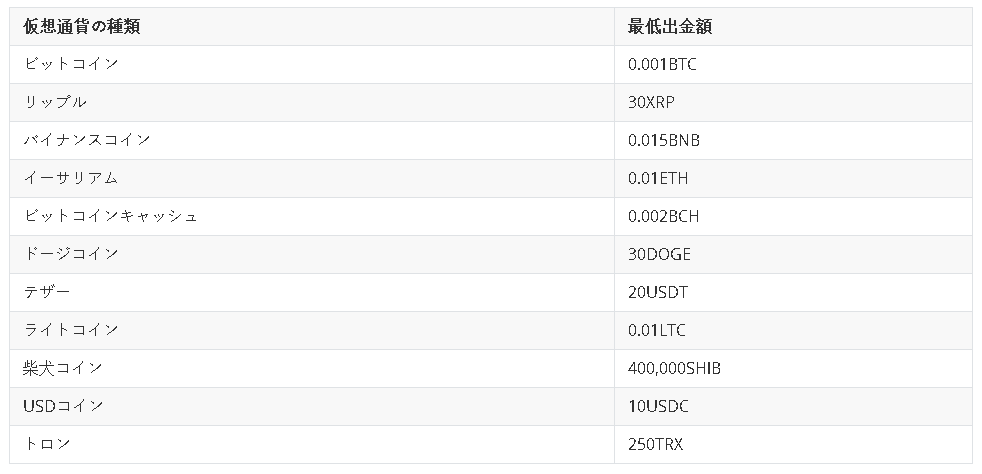 仮想通貨の種類 最低出金額
ビットコイン 0.001BTC
リップル 30XRP
バイナンスコイン 0.015BNB
イーサリアム 0.01ETH
ビットコインキャッシュ 0.002BCH
ドージコイン 30DOGE
テザー 20USDT
ライトコイン 0.01LTC
柴犬コイン 400,000SHIB
USDコイン 10USDC
トロン 250TRX